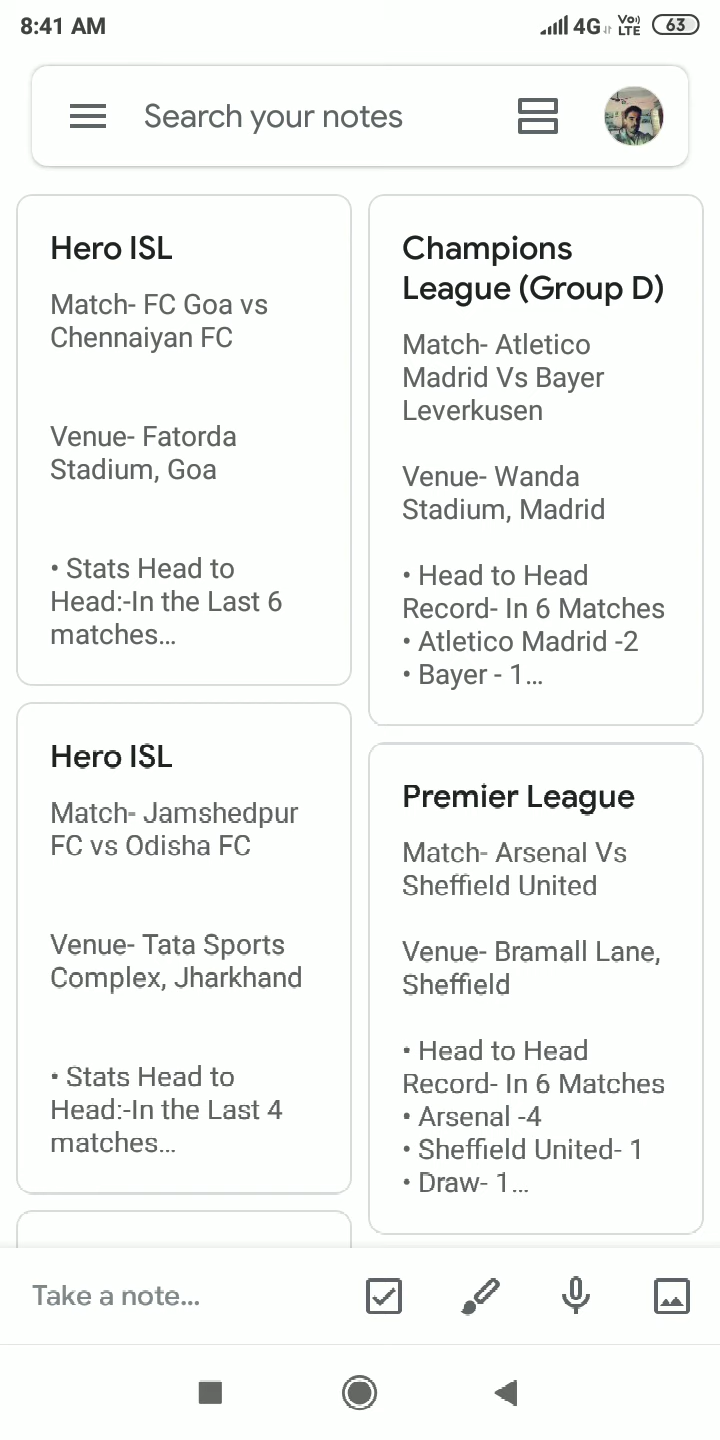 8:41 AM
4G
Vo))
LTE
63
Search your notes
Hero ISL
Match- FC Goa vs
Chennaiyan FC
Venue- Fatorda
Stadium, Goa
• Stats Head to
Head:-In the Last 6
matches...
Champions
League (Group D)
Match- Atletico
Madrid Vs Bayer
Leverkusen
Venue- Wanda
Stadium, Madrid
• Head to Head
Record- In 6 Matches
• Atletico Madrid -2
• Bayer - 1...
Hero ISL
Match- Jamshedpur
FC vs Odisha FC
Venue- Tata Sports
Complex, Jharkhand
• Stats Head to
Head:-In the Last 4
matches...
Premier League
Match- Arsenal Vs
Sheffield United
Venue- Bramall Lane,
Sheffield
• Head to Head
Record- In 6 Matches
• Arsenal -4
• Sheffield United- 1
• Draw- 1...
Take a note...